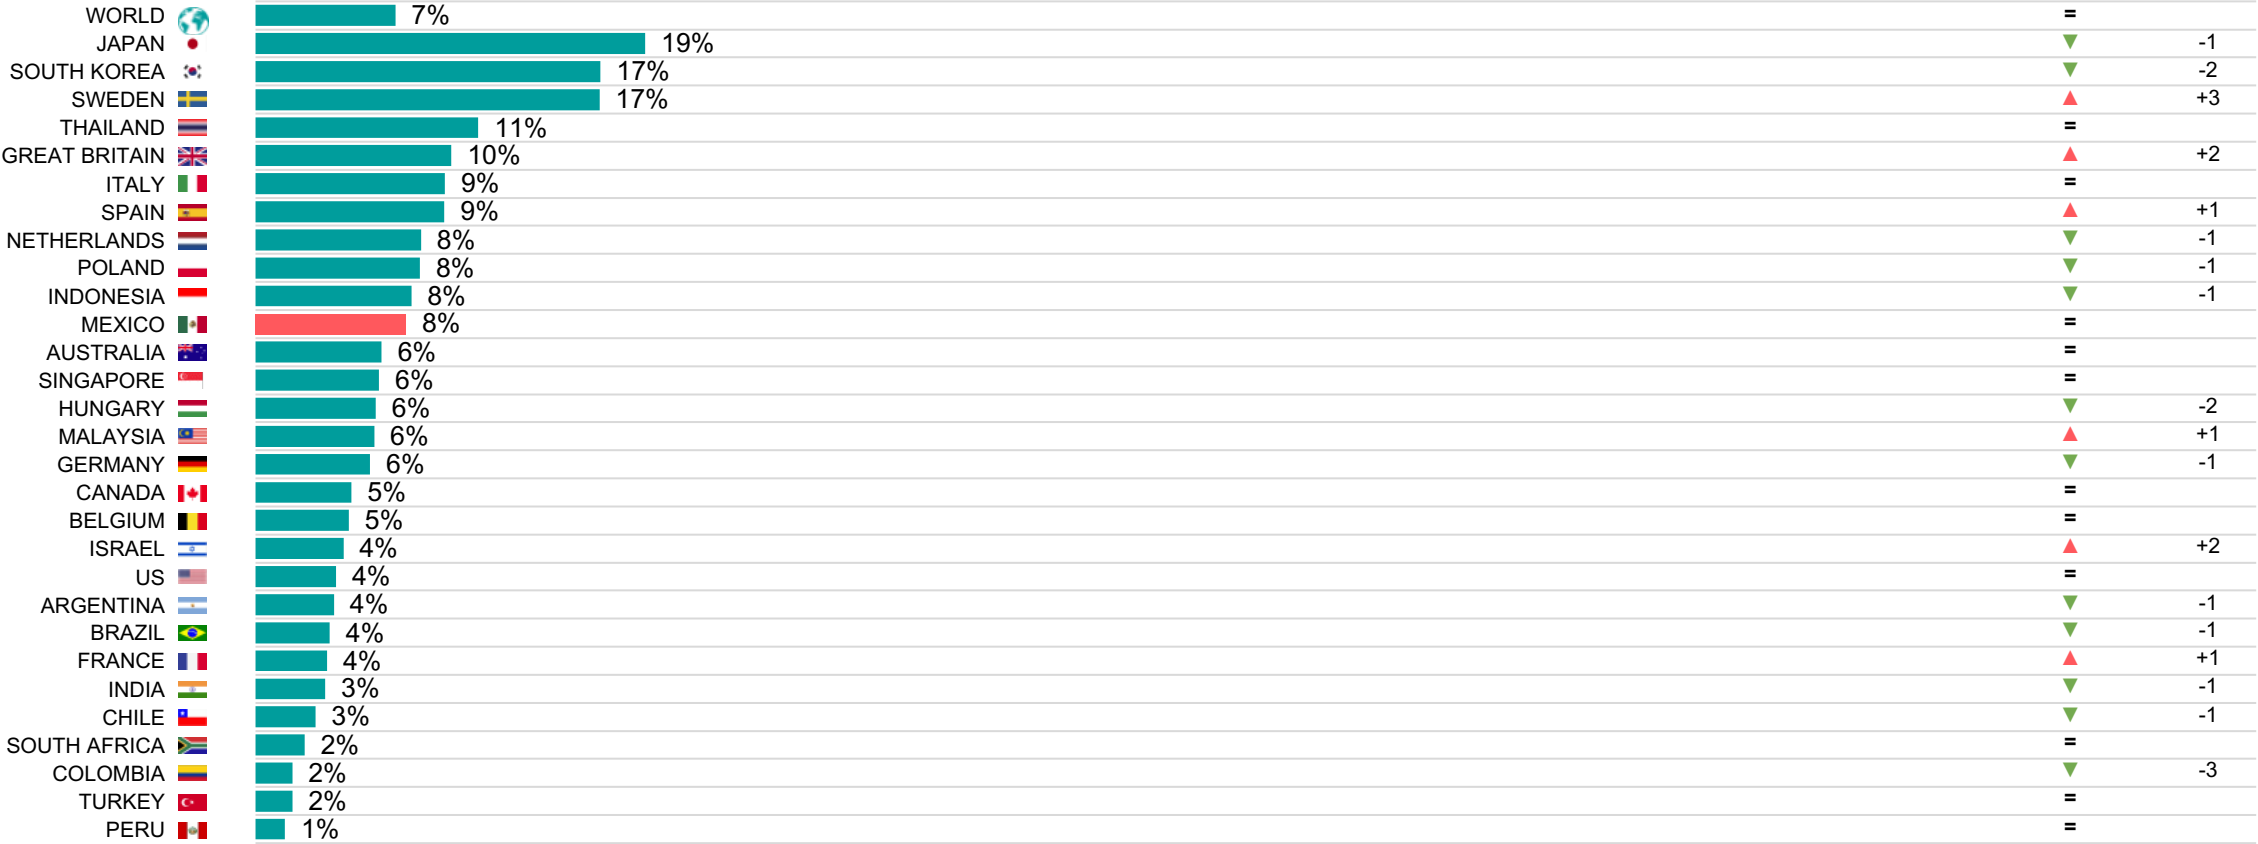 WORLD 7% =
JAPAN 19% ▼ -1
SOUTH KOREA 17% ▼ -2
SWEDEN 17% ▲ +3
THAILAND 11% =
GREAT BRITAIN 10% ▲ +2
ITALY 9% =
SPAIN 9% ▲ +1
NETHERLANDS 8% ▼ -1
POLAND 8% ▼ -1
INDONESIA 8% ▼ -1
MEXICO 8% =
AUSTRALIA 6% =
SINGAPORE 6% =
HUNGARY 6% ▼ -2
MALAYSIA 6% ▲ +1
GERMANY 6% ▼ -1
CANADA 5% =
BELGIUM 5% =
ISRAEL 4% ▲ +2
US 4% =
ARGENTINA 4% ▼ -1
BRAZIL 4% ▼ -1
FRANCE 4% ▲ +1
INDIA 3% ▼ -1
CHILE 3% ▼ -1
SOUTH AFRICA 2% =
COLOMBIA 2% ▼ -3
TURKEY 2% =
PERU 1% =